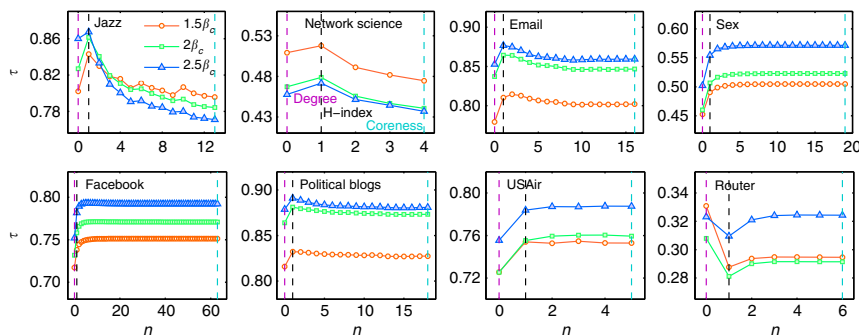 Jazz
1.5βc
2βc
2.5βc
τ
0.86
0.82
0.78
0 4 8 12
Network science
0.53
0.48
0.43
Degree
H-index
Coreness
0 1 2 3 4
Email
0.85
0.80
0 5 10 15
Sex
0.60
0.55
0.50
0.45
0 5 10 15 20
Facebook
τ
0.80
0.75
0.70
0 20 40 60
n
Political blogs
0.90
0.85
0.80
0 5 10 15
n
USAir
0.80
0.76
0.72
0 2 4
n
Router
0.34
0.32
0.30
0.28
0 1 2 3 4 5 6
n